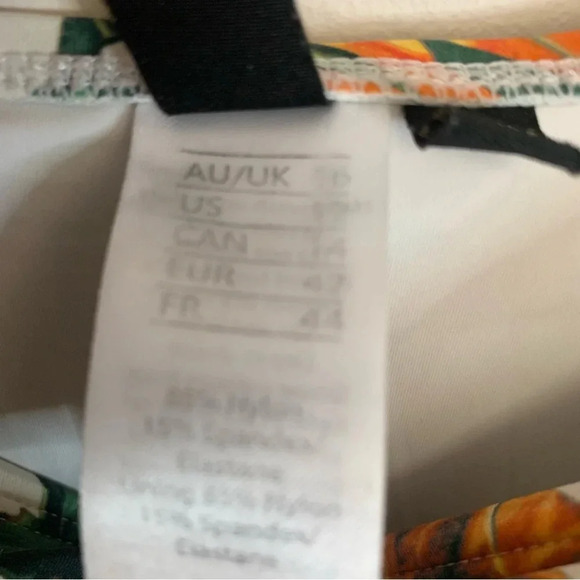 AU/UK 16
US
CAN 14
EUR 42
FR 44
85% Nylon
15% Spandex/
Elastane
Lining 85% Nylon
15% Spandex/
Elastane